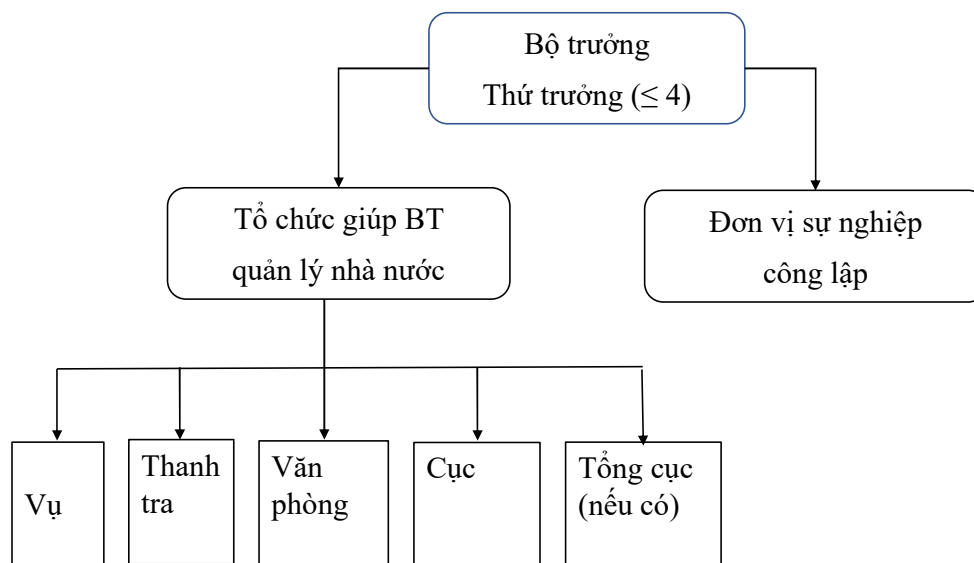 Bộ trưởng
Thứ trưởng (≤ 4)
Tổ chức giúp BT
quản lý nhà nước
Đơn vị sự nghiệp
công lập
Vụ
Thanh
tra
Văn
phòng
Cục
Tổng cục
(nếu có)